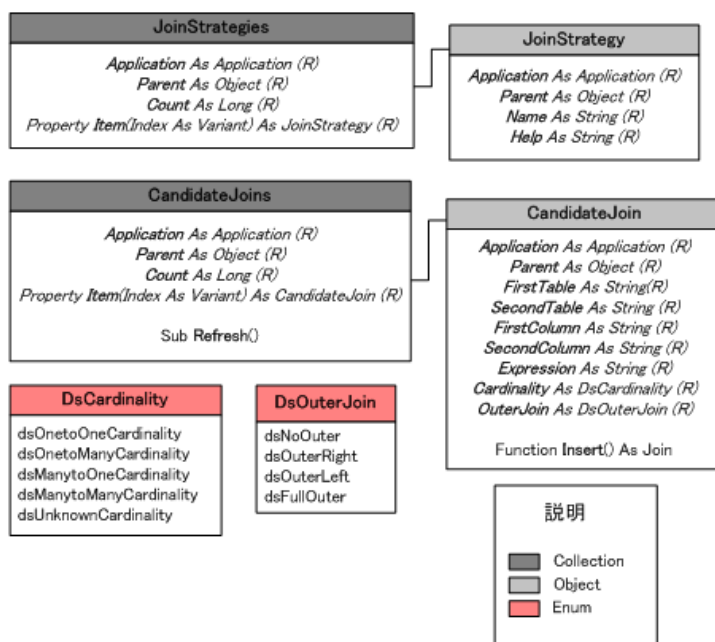 JoinStrategies
Application As Application (R)
Parent As Object (R)
Count As Long (R)
Property Item(Index As Variant) As JoinStrategy (R)
JoinStrategy
Application As Application (R)
Parent As Object (R)
Name As String (R)
Help As String (R)
CandidateJoins
Application As Application (R)
Parent As Object (R)
Count As Long (R)
Property Item(Index As Variant) As CandidateJoin (R)
Sub Refresh()
CandidateJoin
Application As Application (R)
Parent As Object (R)
FirstTable As String(R)
SecondTable As String (R)
FirstColumn As String (R)
SecondColumn As String (R)
Expression As String (R)
Cardinality As DsCardinality (R)
OuterJoin As DsOuterJoin (R)
Function Insert() As Join
DsCardinality
dsOnetoOneCardinality
dsOnetoManyCardinality
dsManytoOneCardinality
dsManytoManyCardinality
dsUnknownCardinality
DsOuterJoin
dsNoOuter
dsOuterRight
dsOuterLeft
dsFullOuter
説明
Collection
Object
Enum